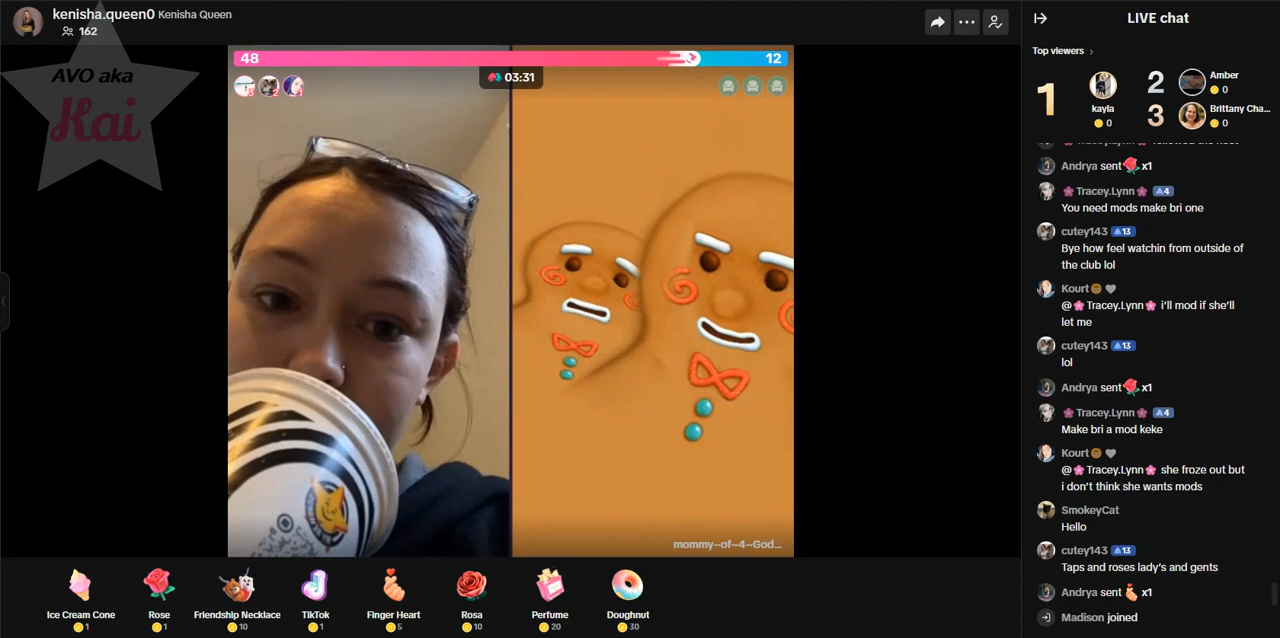 kenisha.queen0 Kenisha Queen
162
AVO aka
Kai
48
12
03:31
mommy~of~4~God...
Ice Cream Cone
1
Rose
1
Friendship Necklace
10
TikTok
1
Finger Heart
5
Rosa
10
Perfume
20
Doughnut
30
LIVE chat
Top viewers
1
kayla
0
2
Amber
0
3
Brittany Cha...
0
Andrya sent x1
Tracey.Lynn 4
You need mods make bri one
cutey143 13
Bye how feel watchin from outside of
the club lol
Kourt
@Tracey.Lynn i'll mod if she'll
let me
cutey143 13
lol
Andrya sent x1
Tracey.Lynn 4
Make bri a mod keke
Kourt
@Tracey.Lynn she froze out but
i don't think she wants mods
SmokeyCat
Hello
cutey143 13
Taps and roses lady's and gents
Andrya sent x1
Madison joined